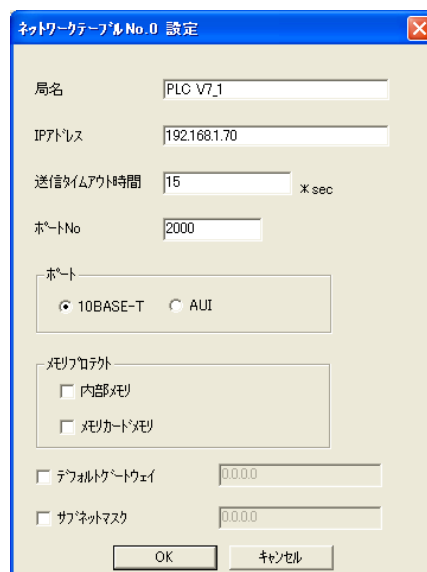 ネットワークテーブルNo.0 設定
局名 PLC V7_1
IPアドレス 192.168.1.70
送信タイムアウト時間 15 *sec
ポートNo 2000
ポート
10BASE-T AUI
メモリプロテクト
内部メモリ
メモリカードメモリ
デフォルトゲートウェイ 0.0.0.0
サブネットマスク 0.0.0.0
OK キャンセル